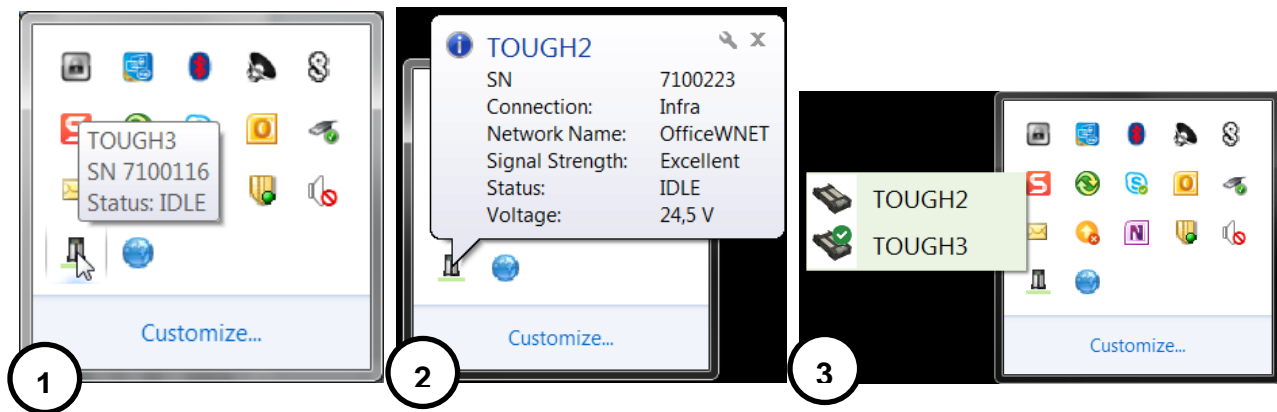 TOUGH3
SN 7100116
Status: IDLE
Customize...
1
TOUGH2
SN 7100223
Connection: Infra
Network Name: OfficeWNET
Signal Strength: Excellent
Status: IDLE
Voltage: 24,5 V
Customize...
2
TOUGH2
TOUGH3
Customize...
3